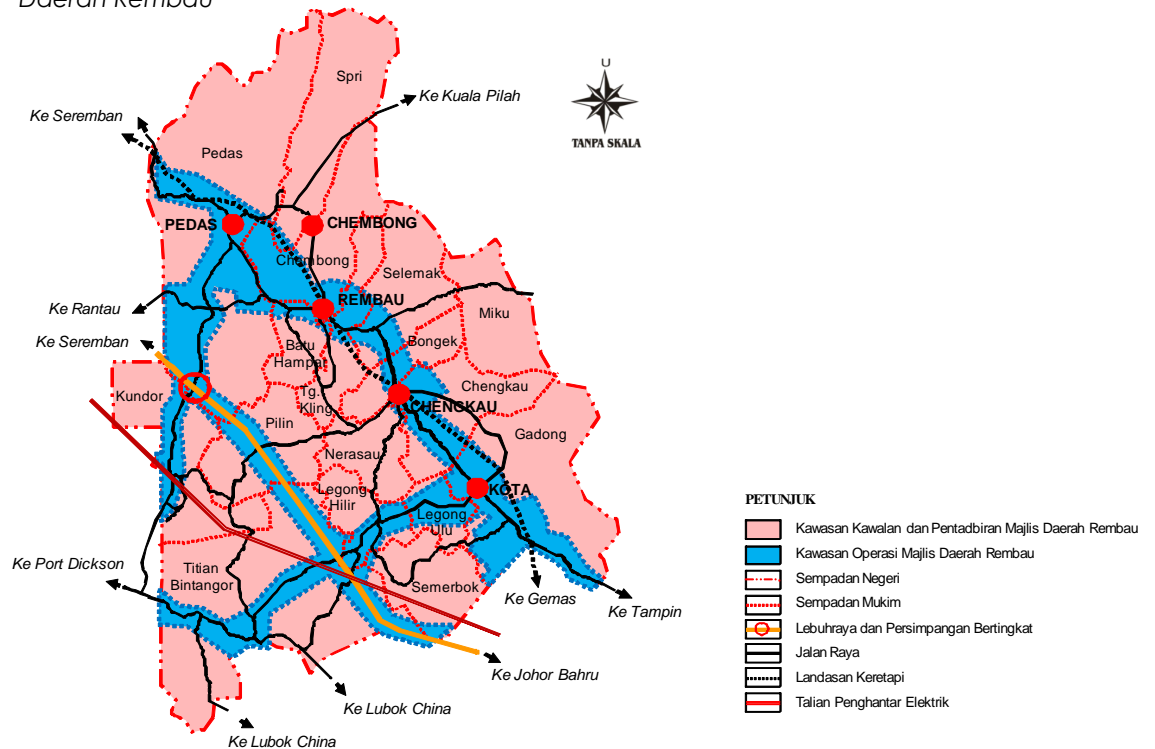 Daerah Rembau
Spri
Ke Kuala Pilah
U
TANPA SKALA
Ke Seremban
Pedas
PEDAS
CHEMBONG
Chembong
Selemak
Ke Rantau
REMBAU
Miku
Ke Seremban
Batu
Hampar
Bongek
Kundor
Tg.
Kling
Chengkau
CHENGKAU
Pilin
Gadong
Nerasau
Legong
Hilir
KOTA
Legong
Ulu
Ke Port Dickson
Titian
Bintangor
Semerbok
Ke Gemas
Ke Tampin
Ke Johor Bahru
Ke Lubok China
Ke Lubok China
PETUNJUK
Kawasan Kawalan dan Pentadbiran Majlis Daerah Rembau
Kawasan Operasi Majlis Daerah Rembau
Sempadan Negeri
Sempadan Mukim
Lebuhraya dan Persimpangan Bertingkat
Jalan Raya
Landasan Keretapi
Talian Penghantar Elektrik